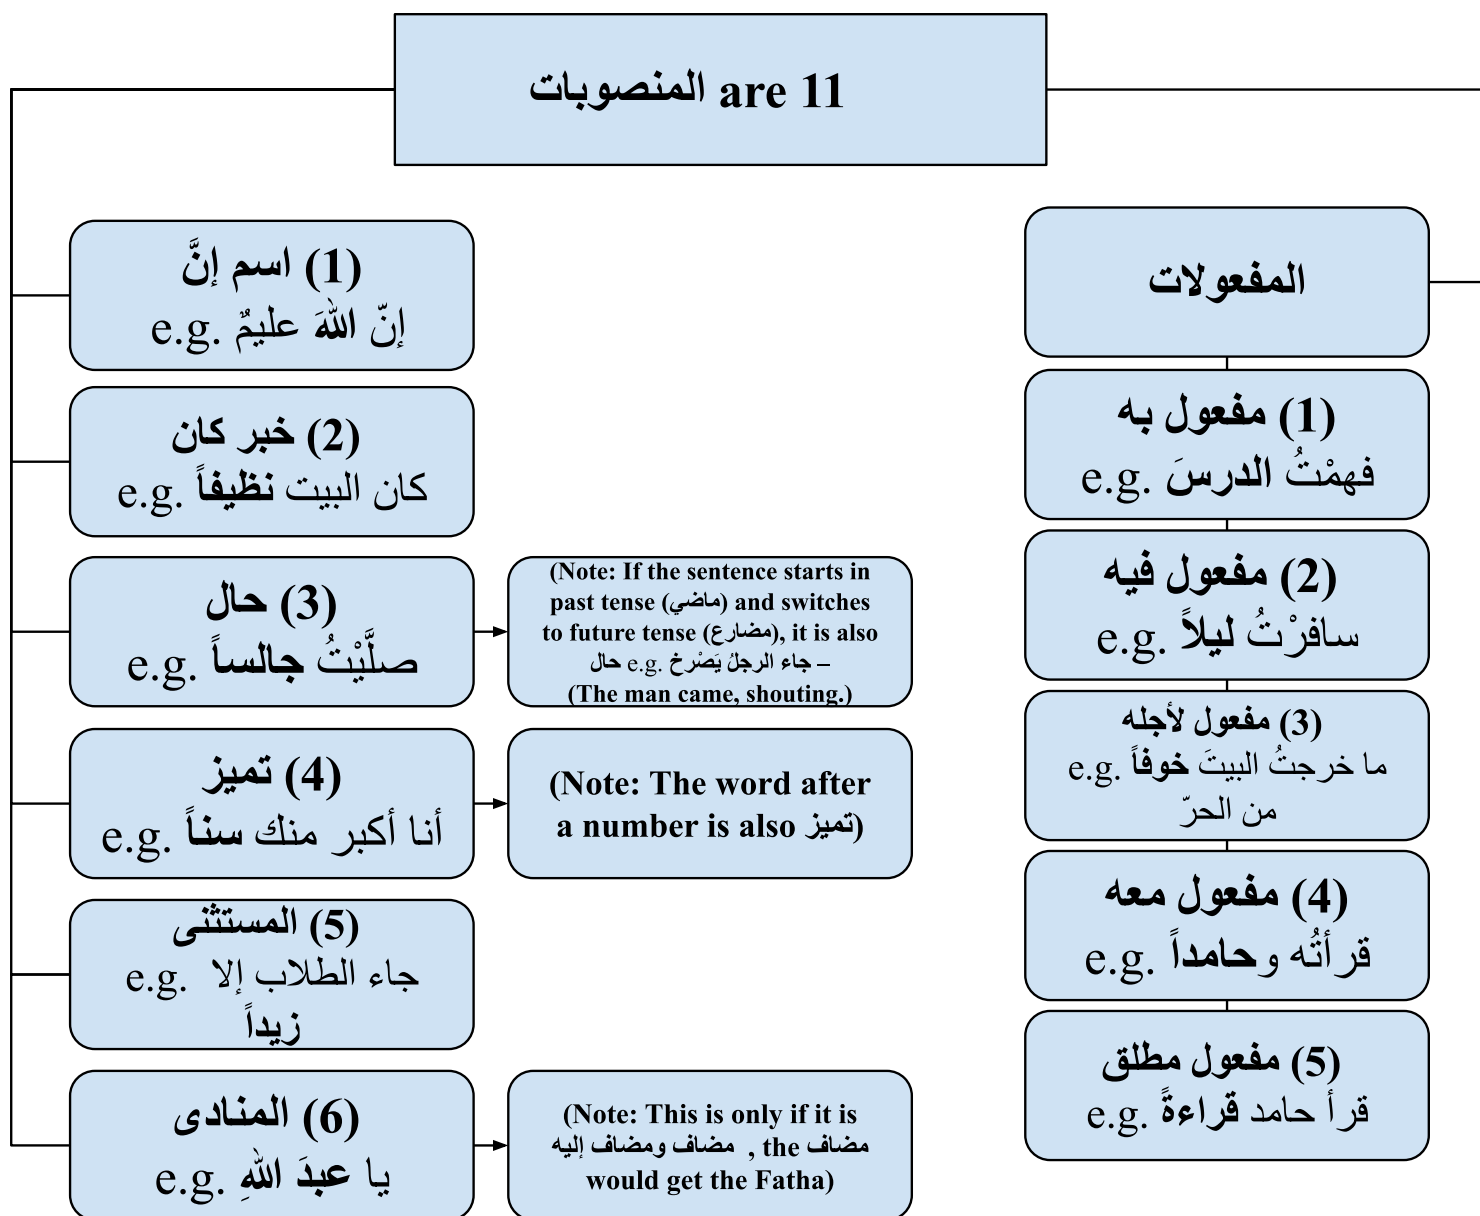 المنصوبات are 11
(1) اسم إنَّ
e.g. إنّ اللهَ عليمٌ
(2) خبر كان
e.g. كان البيت نظيفاً
(3) حال
e.g. صلَّيْتُ جالساً
(Note: If the sentence starts in
past tense (ماضي) and switches
to future tense (مضارع), it is also
حال e.g. جاء الرجلُ يَصْرخ –
(The man came, shouting.)
(4) تميز
e.g. أنا أكبر منك سناً
(Note: The word after
a number is also تميز)
(5) المستثنى
e.g. جاء الطلاب إلا
زيداً
(6) المنادى
e.g. يا عبدَ اللهِ
(Note: This is only if it is
مضاف ومضاف إليه , the مضاف
would get the Fatha)
المفعولات
(1) مفعول به
e.g. فهمْتُ الدرسَ
(2) مفعول فيه
e.g. سافرْتُ ليلاً
(3) مفعول لأجله
e.g. ما خرجتُ البيتَ خوفاً
من الحرّ
(4) مفعول معه
e.g. قرأتُه وحامداً
(5) مفعول مطلق
e.g. قرأ حامد قراءةً